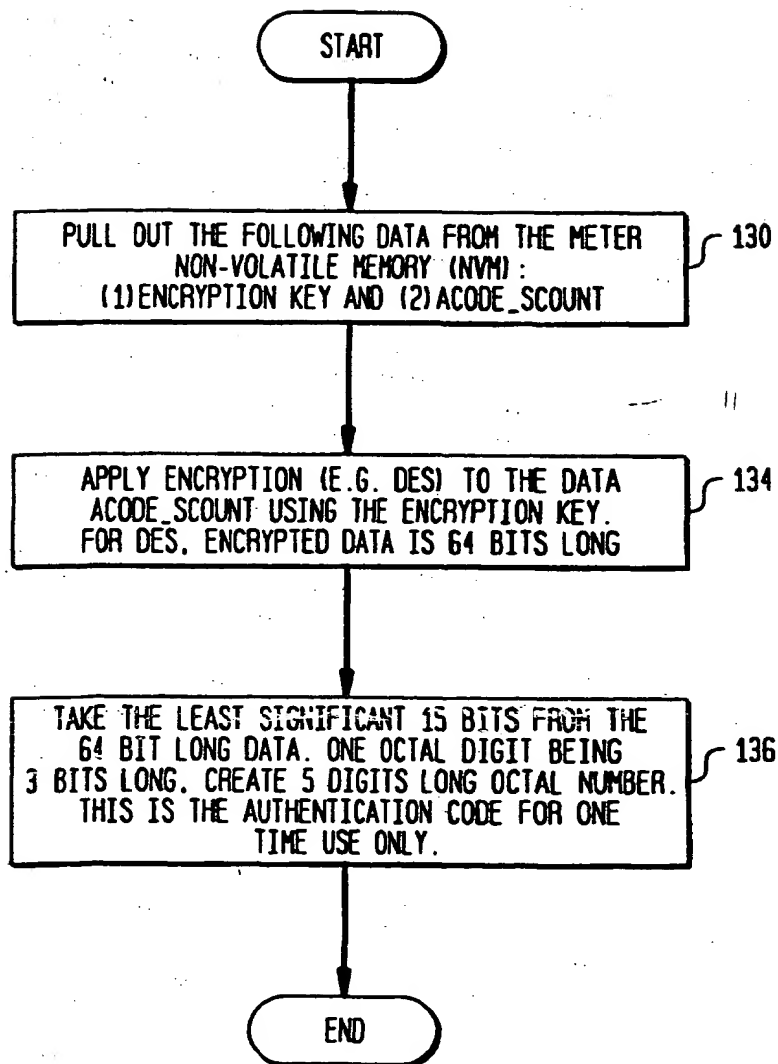 START
PULL OUT THE FOLLOWING DATA FROM THE METER
NON-VOLATILE MEMORY (NVM):
(1)ENCRYPTION KEY AND (2)ACODE_SCOUNT
130
APPLY ENCRYPTION (E.G. DES) TO THE DATA
ACODE_SCOUNT USING THE ENCRYPTION KEY.
FOR DES, ENCRYPTED DATA IS 64 BITS LONG
134
TAKE THE LEAST SIGNIFICANT 15 BITS FROM THE
64 BIT LONG DATA. ONE OCTAL DIGIT BEING
3 BITS LONG, CREATE 5 DIGITS LONG OCTAL NUMBER.
THIS IS THE AUTHENTICATION CODE FOR ONE
TIME USE ONLY.
136
END